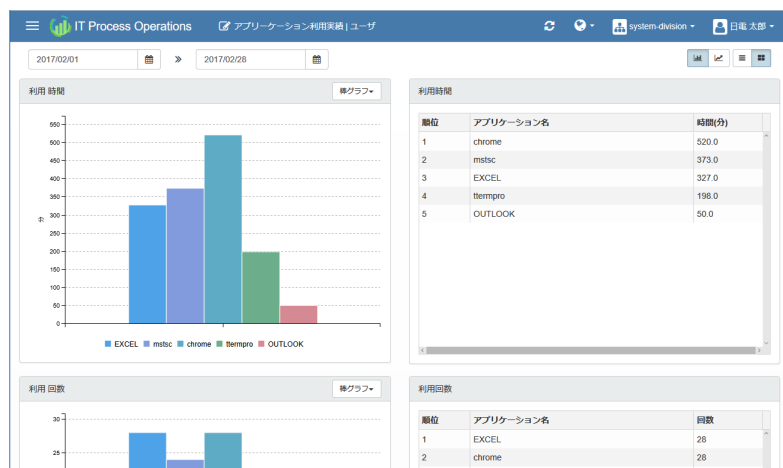 IT Process Operations
アプリーケーション利用実績 | ユーザ
system-division
日電 太郎
2017/02/01
2017/02/28
利用 時間
棒グラフ
550
500
450
400
350
300
250
200
150
100
50
0
分
EXCEL mstsc chrome ttermpro OUTLOOK
利用時間
順位 アプリケーション名 時間(分)
1 chrome 520.0
2 mstsc 373.0
3 EXCEL 327.0
4 ttermpro 198.0
5 OUTLOOK 50.0
利用 回数
棒グラフ
30
25
利用回数
順位 アプリケーション名 回数
1 EXCEL 28
2 chrome 28